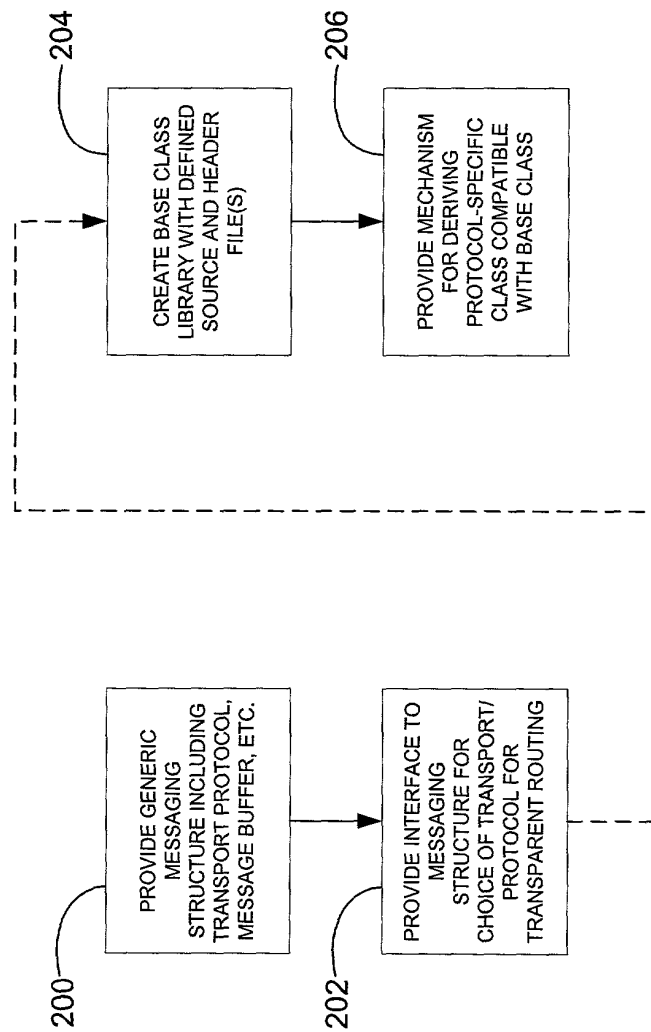 200
PROVIDE GENERIC
MESSAGING
STRUCTURE INCLUDING
TRANSPORT PROTOCOL,
MESSAGE BUFFER, ETC.
202
PROVIDE INTERFACE TO
MESSAGING
STRUCTURE FOR
CHOICE OF TRANSPORT/
PROTOCOL FOR
TRANSPARENT ROUTING
204
CREATE BASE CLASS
LIBRARY WITH DEFINED
SOURCE AND HEADER
FILE(S)
206
PROVIDE MECHANISM
FOR DERIVING
PROTOCOL-SPECIFIC
CLASS COMPATIBLE
WITH BASE CLASS